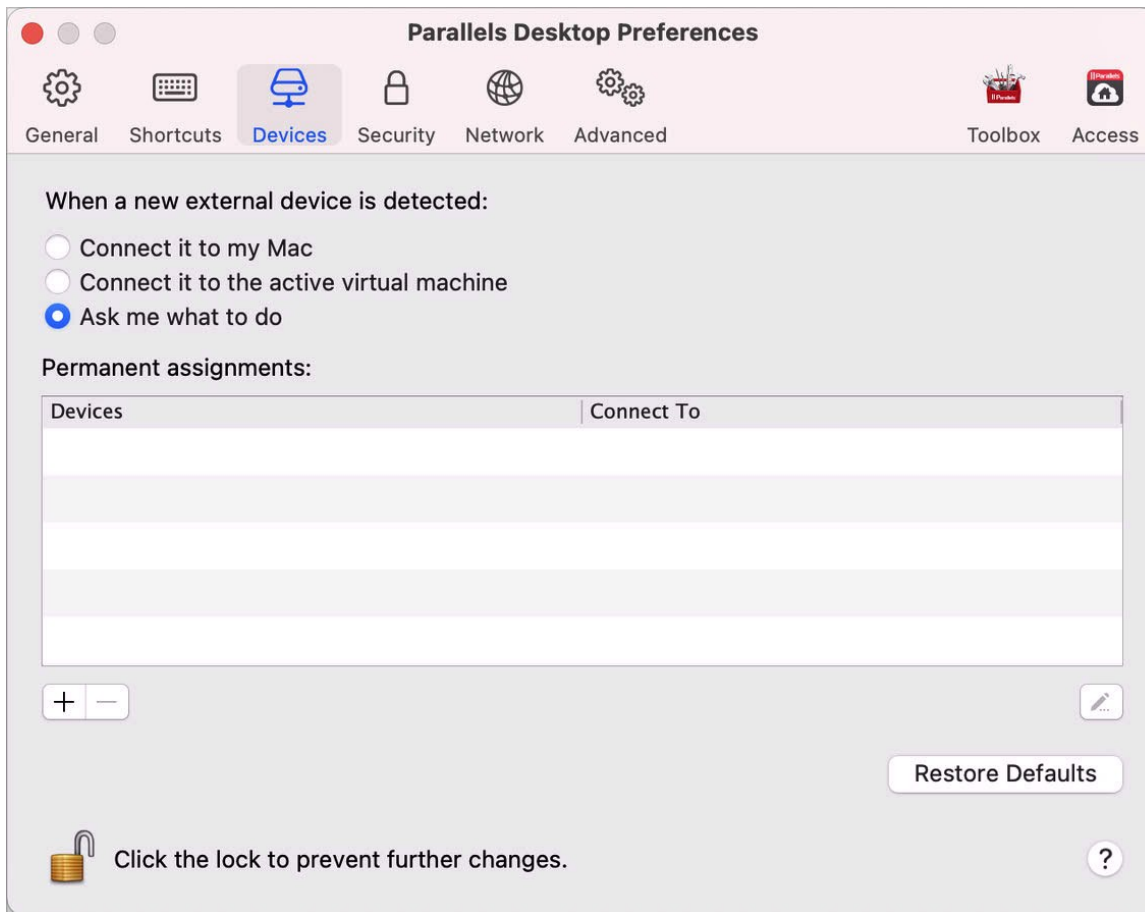 Parallels Desktop Preferences
General Shortcuts Devices Security Network Advanced Toolbox Access
When a new external device is detected:
Connect it to my Mac
Connect it to the active virtual machine
Ask me what to do
Permanent assignments:
Devices Connect To
Restore Defaults
Click the lock to prevent further changes. ?